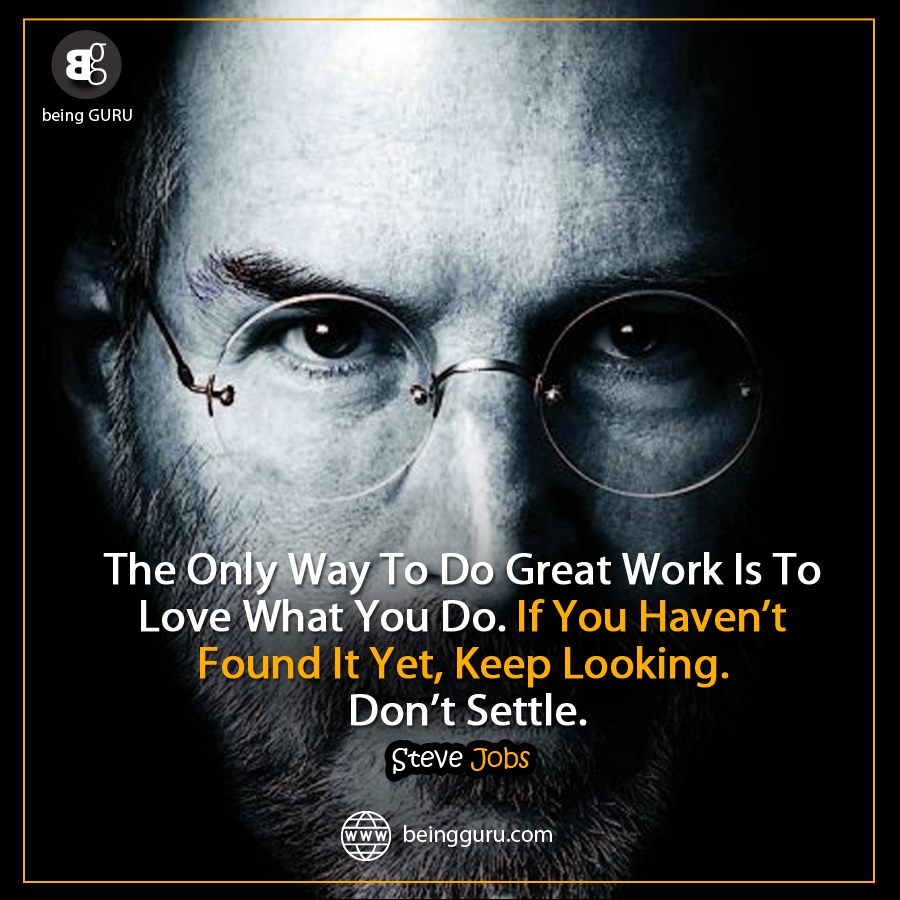 Bg
being GURU
The Only Way To Do Great Work Is To
Love What You Do. If You Haven’t
Found It Yet, Keep Looking.
Don’t Settle.
Steve Jobs
www beingguru.com